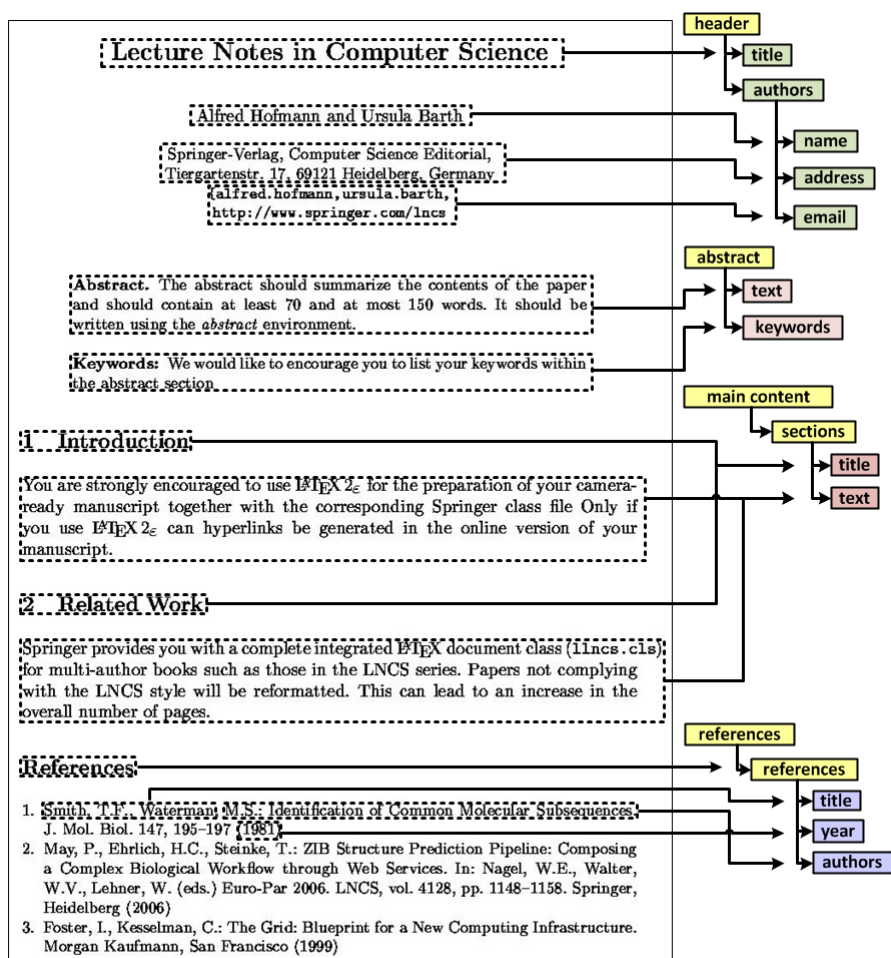 header
Lecture Notes in Computer Science
title
authors
Alfred Hofmann and Ursula Barth
name
Springer-Verlag, Computer Science Editorial,
Tiergartenstr. 17, 69121 Heidelberg, Germany
address
{alfred.hofmann,ursula.barth,
http://www.springer.com/lncs
email
abstract
Abstract. The abstract should summarize the contents of the paper
and should contain at least 70 and at most 150 words. It should be
written using the abstract environment.
text
keywords
Keywords: We would like to encourage you to list your keywords within
the abstract section
main content
sections
1 Introduction
title
You are strongly encouraged to use LATEX 2ε for the preparation of your camera-
ready manuscript together with the corresponding Springer class file Only if
you use LATEX 2ε can hyperlinks be generated in the online version of your
manuscript.
text
2 Related Work
Springer provides you with a complete integrated LATEX document class (llncs.cls)
for multi-author books such as those in the LNCS series. Papers not complying
with the LNCS style will be reformatted. This can lead to an increase in the
overall number of pages.
references
References
references
title
1. Smith, T.F., Waterman M.S.: Identification of Common Molecular Subsequences.
J. Mol. Biol. 147, 195–197 (1981)
year
2. May, P., Ehrlich, H.C., Steinke, T.: ZIB Structure Prediction Pipeline: Composing
a Complex Biological Workflow through Web Services. In: Nagel, W.E., Walter,
W.V., Lehner, W. (eds.) Euro-Par 2006. LNCS, vol. 4128, pp. 1148–1158. Springer,
Heidelberg (2006)
authors
3. Foster, I., Kesselman, C.: The Grid: Blueprint for a New Computing Infrastructure.
Morgan Kaufmann, San Francisco (1999)